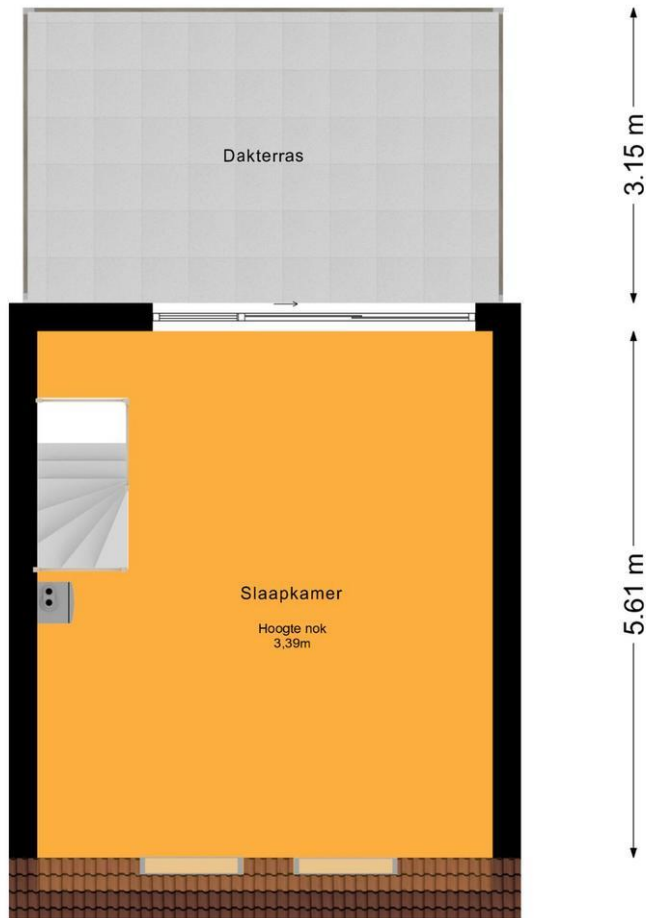 Dakterras
3.15 m
Slaapkamer
Hoogte nok
3,39m
5.61 m